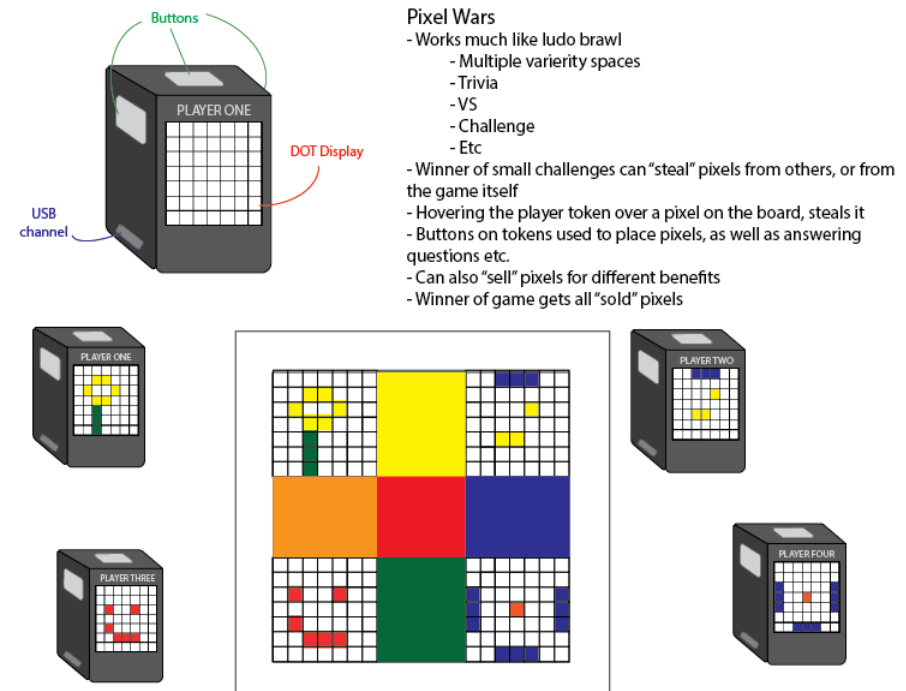 Buttons
PLAYER ONE
DOT Display
USB
channel
Pixel Wars
- Works much like ludo brawl
- Multiple varierity spaces
- Trivia
- VS
- Challenge
- Etc
- Winner of small challenges can “steal” pixels from others, or from
the game itself
- Hovering the player token over a pixel on the board, steals it
- Buttons on tokens used to place pixels, as well as answering
questions etc.
- Can also “sell” pixels for different benefits
- Winner of game gets all “sold” pixels
PLAYER ONE
PLAYER TWO
PLAYER THREE
PLAYER FOUR